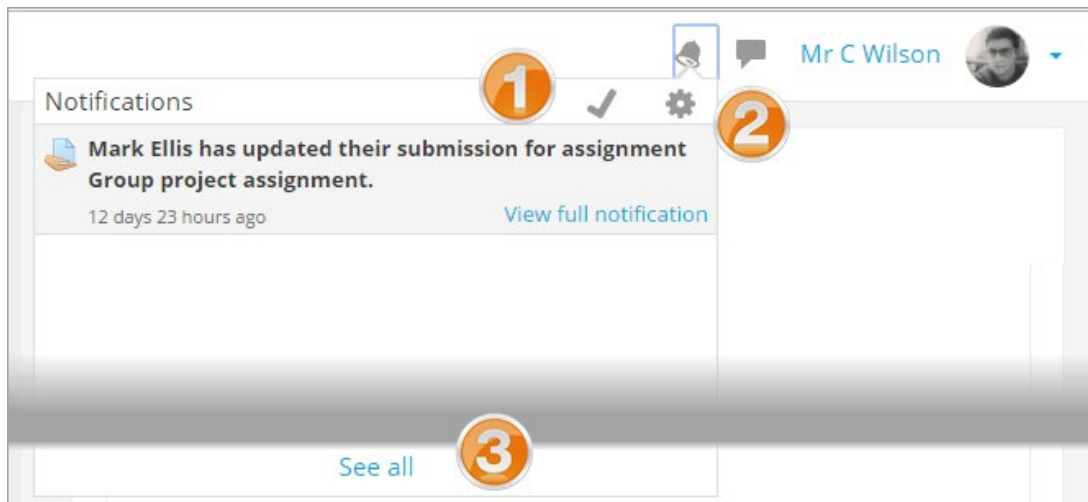 Mr C Wilson
1
Notifications
2
Mark Ellis has updated their submission for assignment
Group project assignment.
12 days 23 hours ago View full notification
3
See all